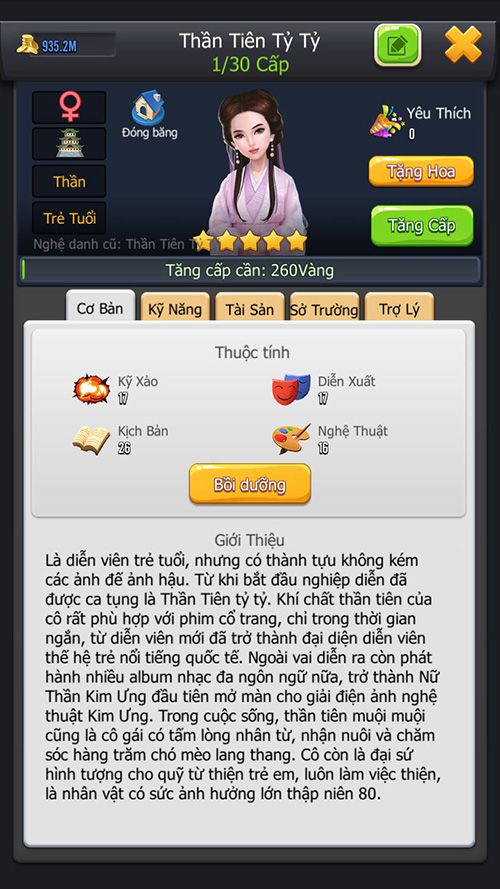 935.2M
Thần Tiên Tỷ Tỷ
1/30 Cấp
Đóng băng
Yêu Thích
0
Thần
Trẻ Tuổi
Tặng Hoa
Tăng Cấp
Nghệ danh cũ: Thần Tiên Tỷ
Tăng cấp cần: 260Vàng
Cơ Bản
Kỹ Năng
Tài Sản
Sở Trường
Trợ Lý
Thuộc tính
Kỹ Xảo
17
Diễn Xuất
17
Kịch Bản
26
Nghệ Thuật
16
Bồi dưỡng
Giới Thiệu
Là diễn viên trẻ tuổi, nhưng có thành tựu không kém
các ảnh đế ảnh hậu. Từ khi bắt đầu nghiệp diễn đã
được ca tụng là Thần Tiên tỷ tỷ. Khí chất thần tiên của
cô rất phù hợp với phim cổ trang, chỉ trong thời gian
ngắn, từ diễn viên mới đã trở thành đại diện diễn viên
thế hệ trẻ nổi tiếng quốc tế. Ngoài vai diễn ra còn phát
hành nhiều album nhạc đa ngôn ngữ nữa, trở thành Nữ
Thần Kim Ưng đầu tiên mở màn cho giải điện ảnh nghệ
thuật Kim Ưng. Trong cuộc sống, thần tiên muội muội
cũng là cô gái có tấm lòng nhân từ, nhận nuôi và chăm
sóc hàng trăm chó mèo lang thang. Cô còn là đại sứ
hình tượng cho quỹ từ thiện trẻ em, luôn làm việc thiện,
là nhân vật có sức ảnh hưởng lớn thập niên 80.